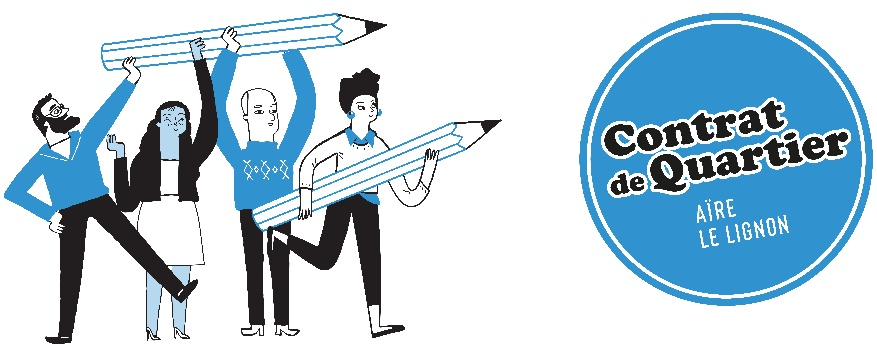 Contrat
de Quartier
AÏRE
LE LIGNON